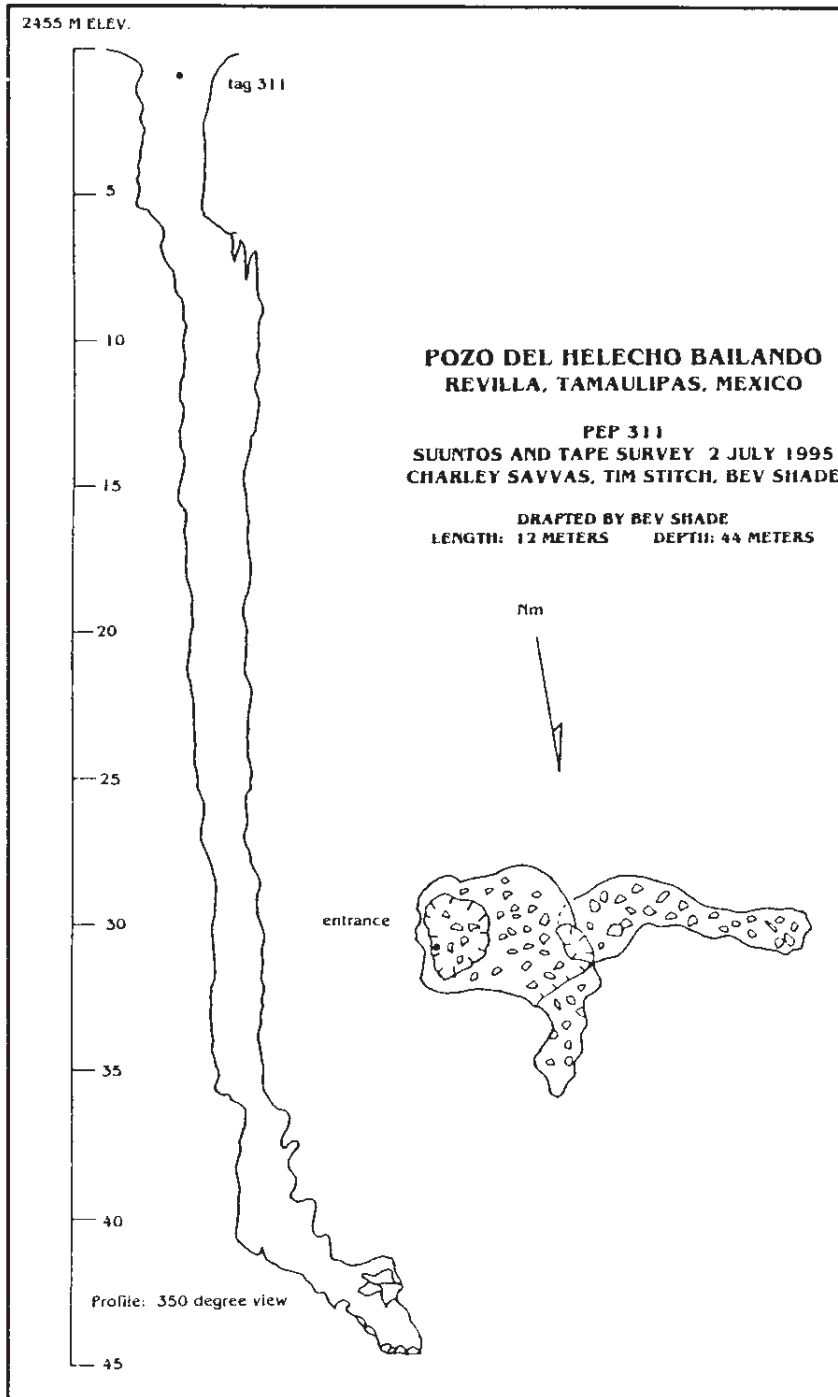 2455 M ELEV.
tag 311
5
10
POZO DEL HELECHO BAILANDO
REVILLA, TAMAULIPAS, MEXICO
PEP 311
SUUNTOS AND TAPE SURVEY 2 JULY 1995
CHARLEY SAVVAS, TIM STITCH, BEV SHADE
DRAFTED BY BEV SHADE
LENGTH: 12 METERS DEPTH: 44 METERS
15
20
Nm
25
30
entrance
35
40
Profile: 350 degree view
45